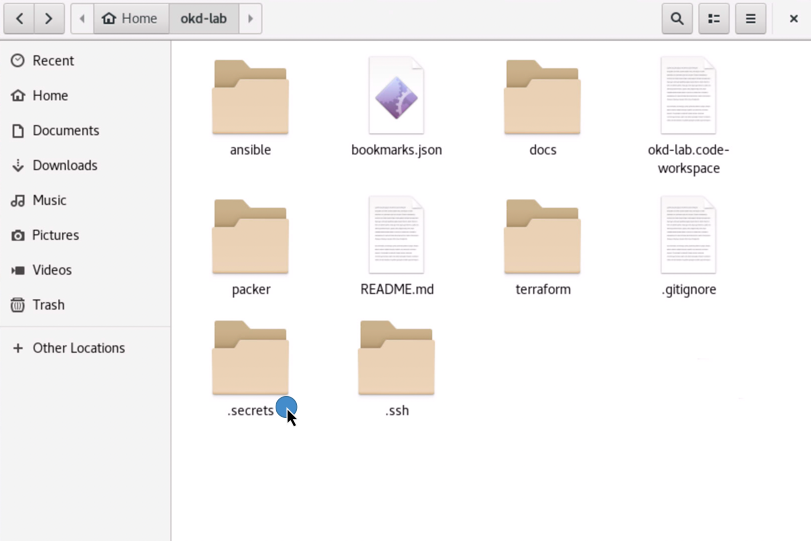 Home
okd-lab
Recent
Home
Documents
Downloads
Music
Pictures
Videos
Trash
Other Locations
ansible
bookmarks.json
docs
okd-lab.code-
workspace
packer
README.md
terraform
.gitignore
.secrets
.ssh